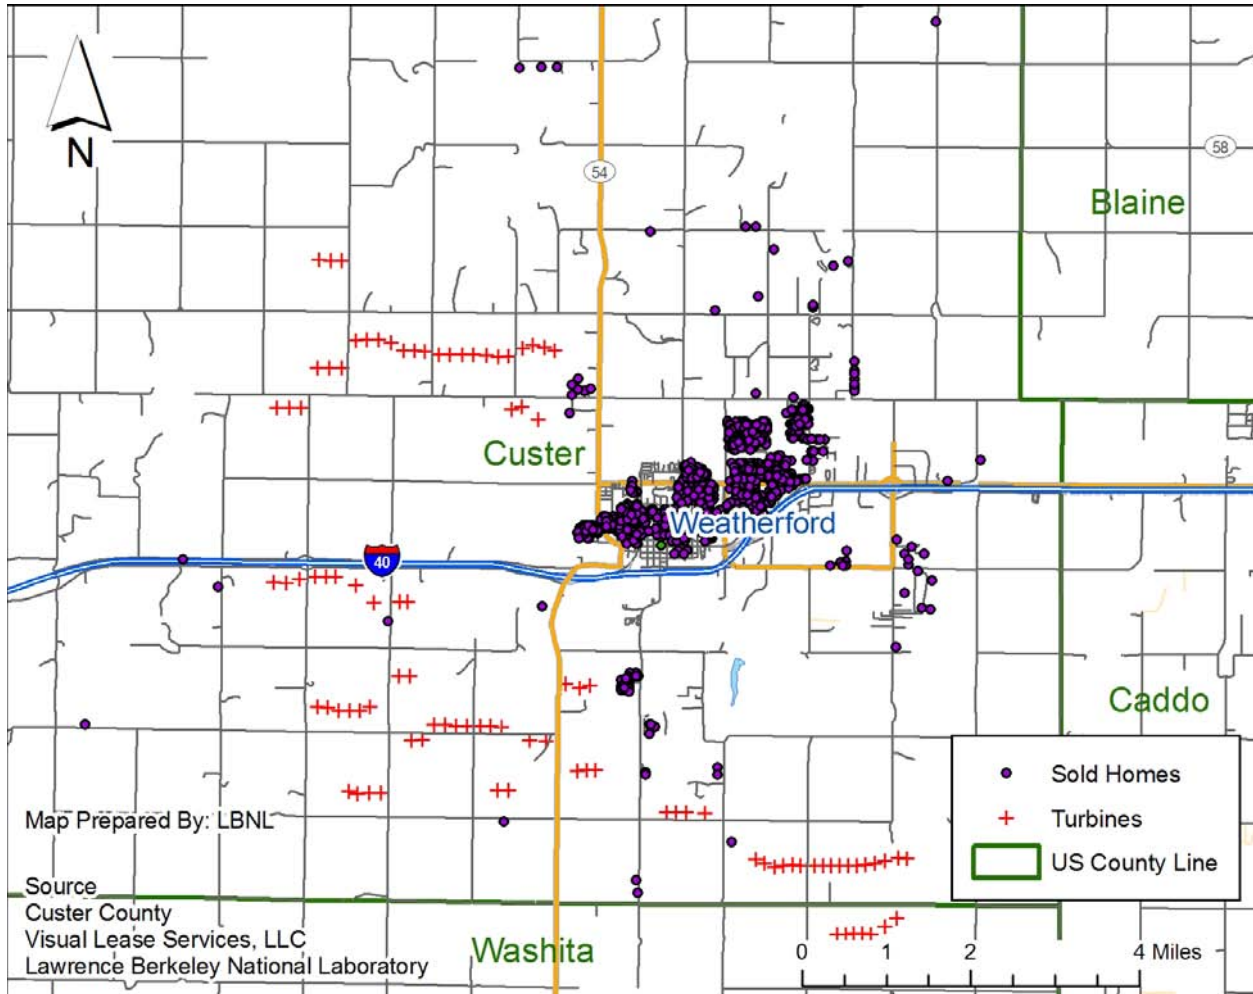 N
54
58
Blaine
Custer
Weatherford
40
Caddo
Sold Homes
Turbines
US County Line
Map Prepared By: LBNL
Source
Custer County
Visual Lease Services, LLC
Lawrence Berkeley National Laboratory
Washita
0 1 2 4 Miles